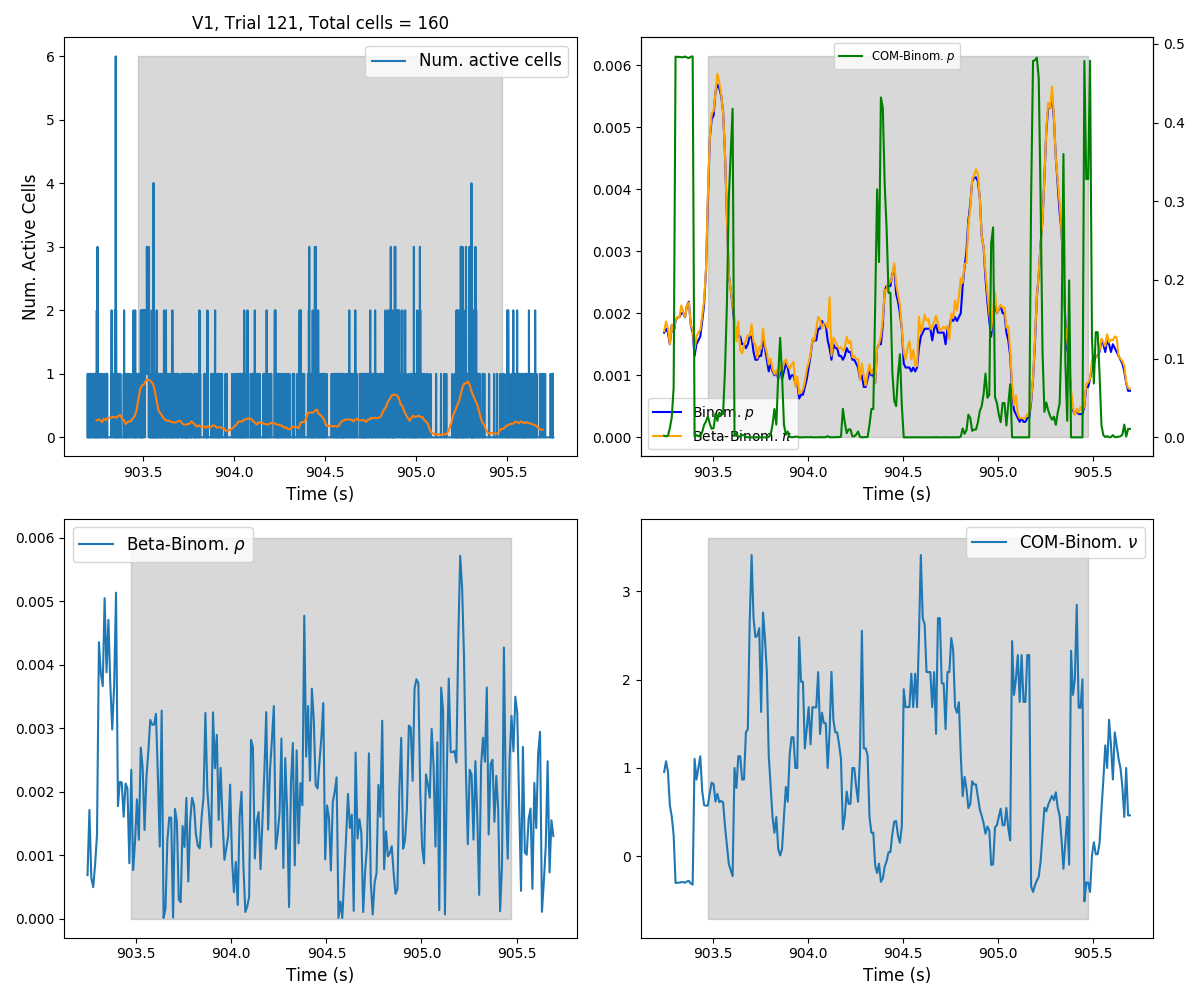 V1, Trial 121, Total cells = 160
Num. active cells
Num. Active Cells
6
5
4
3
2
1
0
903.5 904.0 904.5 905.0 905.5
Time (s)
COM-Binom. p
0.006
0.005
0.004
0.003
0.002
0.001
0.000
0.5
0.4
0.3
0.2
0.1
0.0
Binom. p
Beta-Binom. π
903.5 904.0 904.5 905.0 905.5
Time (s)
Beta-Binom. ρ
0.006
0.005
0.004
0.003
0.002
0.001
0.000
903.5 904.0 904.5 905.0 905.5
Time (s)
COM-Binom. ν
3
2
1
0
903.5 904.0 904.5 905.0 905.5
Time (s)